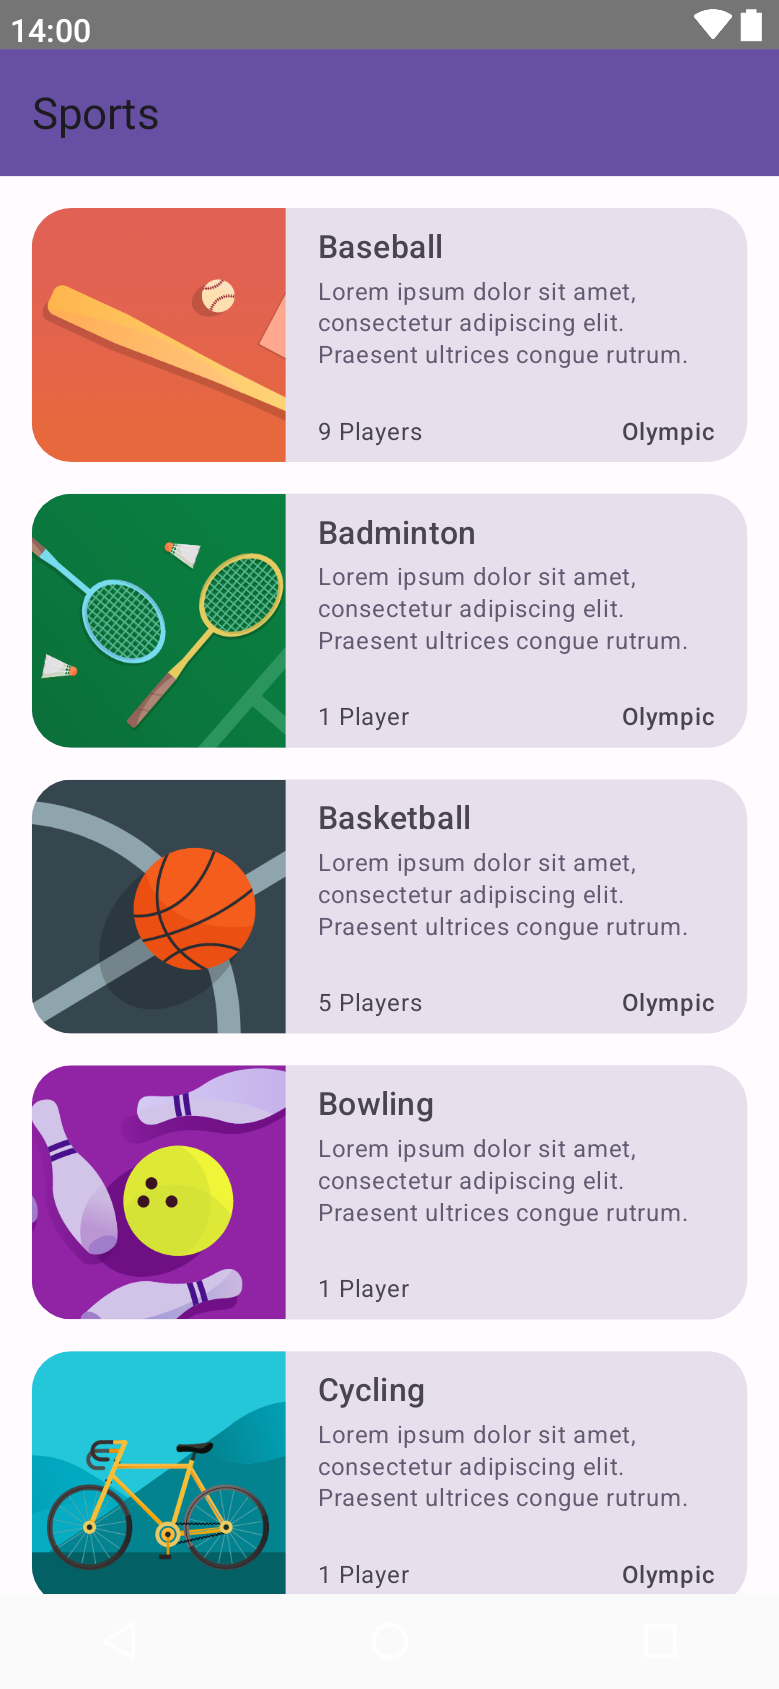 14:00
Sports
Baseball
Lorem ipsum dolor sit amet,
consectetur adipiscing elit.
Praesent ultrices congue rutrum.
9 Players Olympic
Badminton
Lorem ipsum dolor sit amet,
consectetur adipiscing elit.
Praesent ultrices congue rutrum.
1 Player Olympic
Basketball
Lorem ipsum dolor sit amet,
consectetur adipiscing elit.
Praesent ultrices congue rutrum.
5 Players Olympic
Bowling
Lorem ipsum dolor sit amet,
consectetur adipiscing elit.
Praesent ultrices congue rutrum.
1 Player
Cycling
Lorem ipsum dolor sit amet,
consectetur adipiscing elit.
Praesent ultrices congue rutrum.
1 Player Olympic